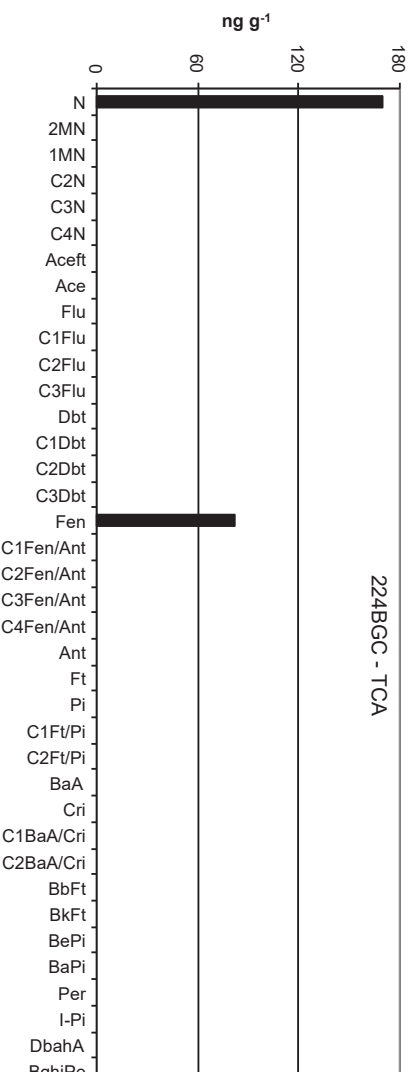 ng g-1
0
60
120
180
N
2MN
1MN
C2N
C3N
C4N
Aceft
Ace
Flu
C1Flu
C2Flu
C3Flu
Dbt
C1Dbt
C2Dbt
C3Dbt
Fen
C1Fen/Ant
C2Fen/Ant
C3Fen/Ant
C4Fen/Ant
Ant
Ft
Pi
C1Ft/Pi
C2Ft/Pi
BaA
Cri
C1BaA/Cri
C2BaA/Cri
BbFt
BkFt
BePi
BaPi
Per
I-Pi
DbahA
BghiPe
224BGC - TCA